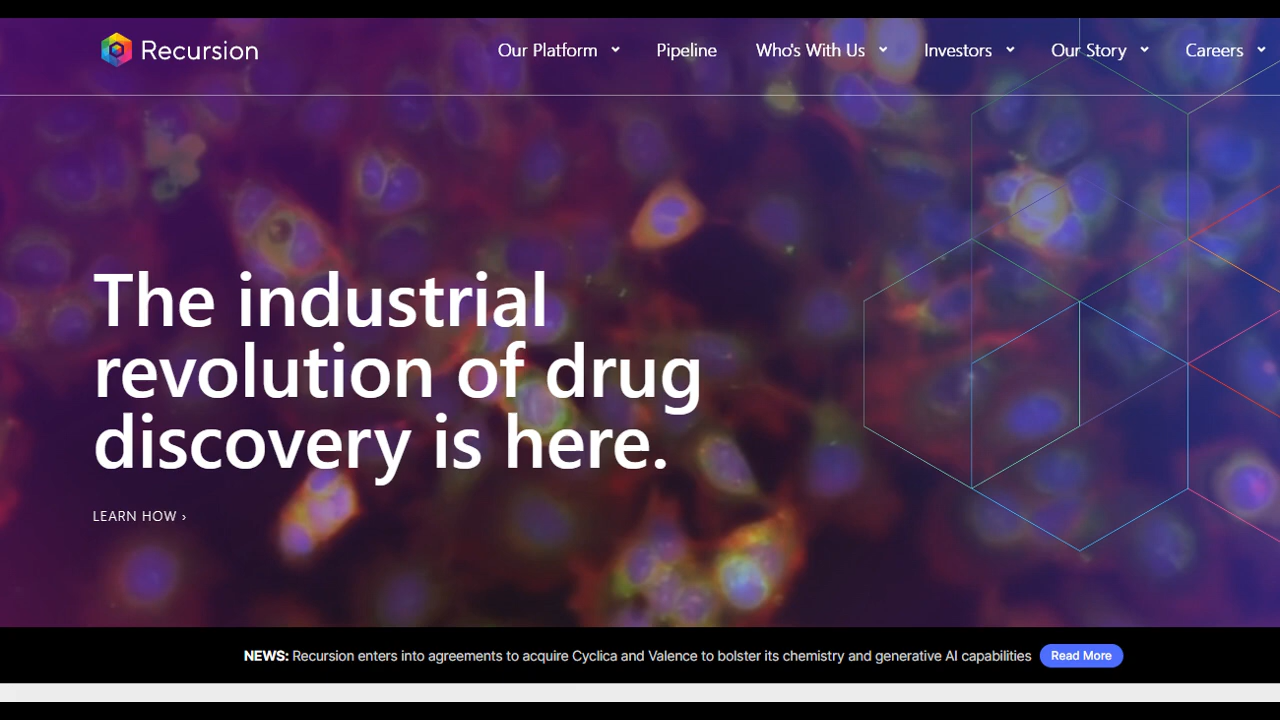 Recursion
Our Platform
Pipeline
Who's With Us
Investors
Our Story
Careers
The industrial
revolution of drug
discovery is here.
LEARN HOW ›
NEWS: Recursion enters into agreements to acquire Cyclica and Valence to bolster its chemistry and generative AI capabilities
Read More